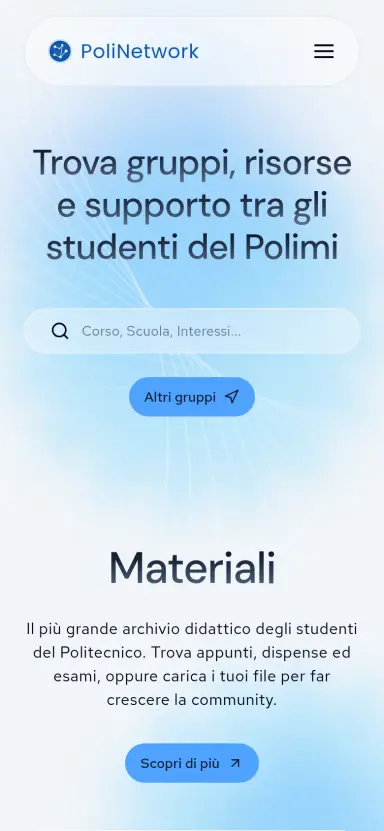 PoliNetwork
Trova gruppi, risorse
e supporto tra gli
studenti del Polimi
Corso, Scuola, Interessi...
Altri gruppi
Materiali
Il più grande archivio didattico degli studenti
del Politecnico. Trova appunti, dispense ed
esami, oppure carica i tuoi file per far
crescere la community.
Scopri di più